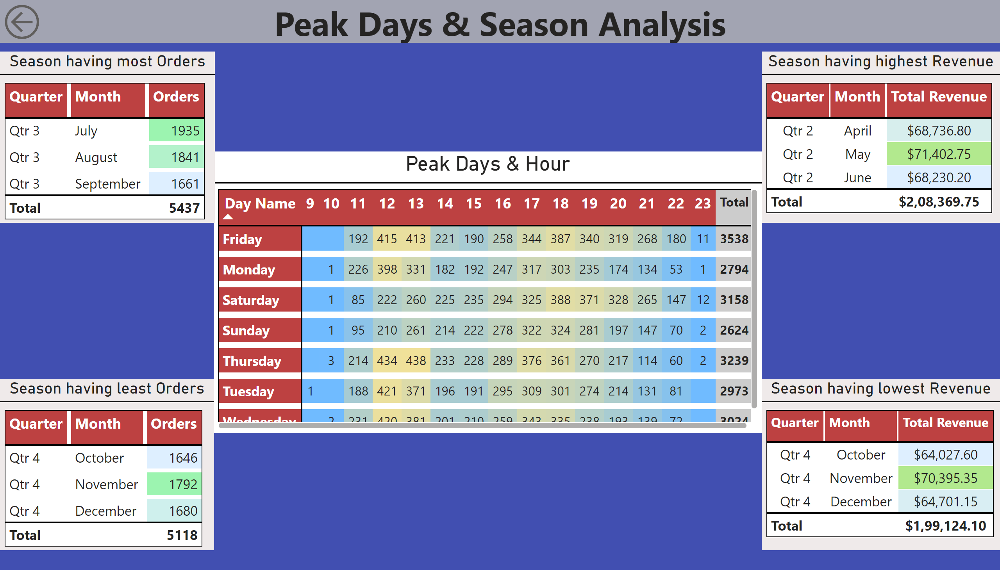 Peak Days & Season Analysis
Season having most Orders
Quarter Month Orders
Qtr 3 July 1935
Qtr 3 August 1841
Qtr 3 September 1661
Total 5437
Season having highest Revenue
Quarter Month Total Revenue
Qtr 2 April $68,736.80
Qtr 2 May $71,402.75
Qtr 2 June $68,230.20
Total $2,08,369.75
Peak Days & Hour
Day Name 9 10 11 12 13 14 15 16 17 18 19 20 21 22 23 Total
Friday 192 415 413 221 190 258 344 387 340 319 268 180 11 3538
Monday 1 226 398 331 182 192 247 317 303 235 174 134 53 1 2794
Saturday 1 85 222 260 225 235 294 325 388 371 328 265 147 12 3158
Sunday 1 95 210 261 214 222 278 322 324 281 197 147 70 2 2624
Thursday 3 214 434 438 233 228 289 376 361 270 217 114 60 2 3239
Tuesday 1 188 421 371 196 191 295 309 301 274 214 131 81 2973
Wednesday 2 231 420 381 201 210 259 343 335 238 193 139 72 3024
Season having least Orders
Quarter Month Orders
Qtr 4 October 1646
Qtr 4 November 1792
Qtr 4 December 1680
Total 5118
Season having lowest Revenue
Quarter Month Total Revenue
Qtr 4 October $64,027.60
Qtr 4 November $70,395.35
Qtr 4 December $64,701.15
Total $1,99,124.10